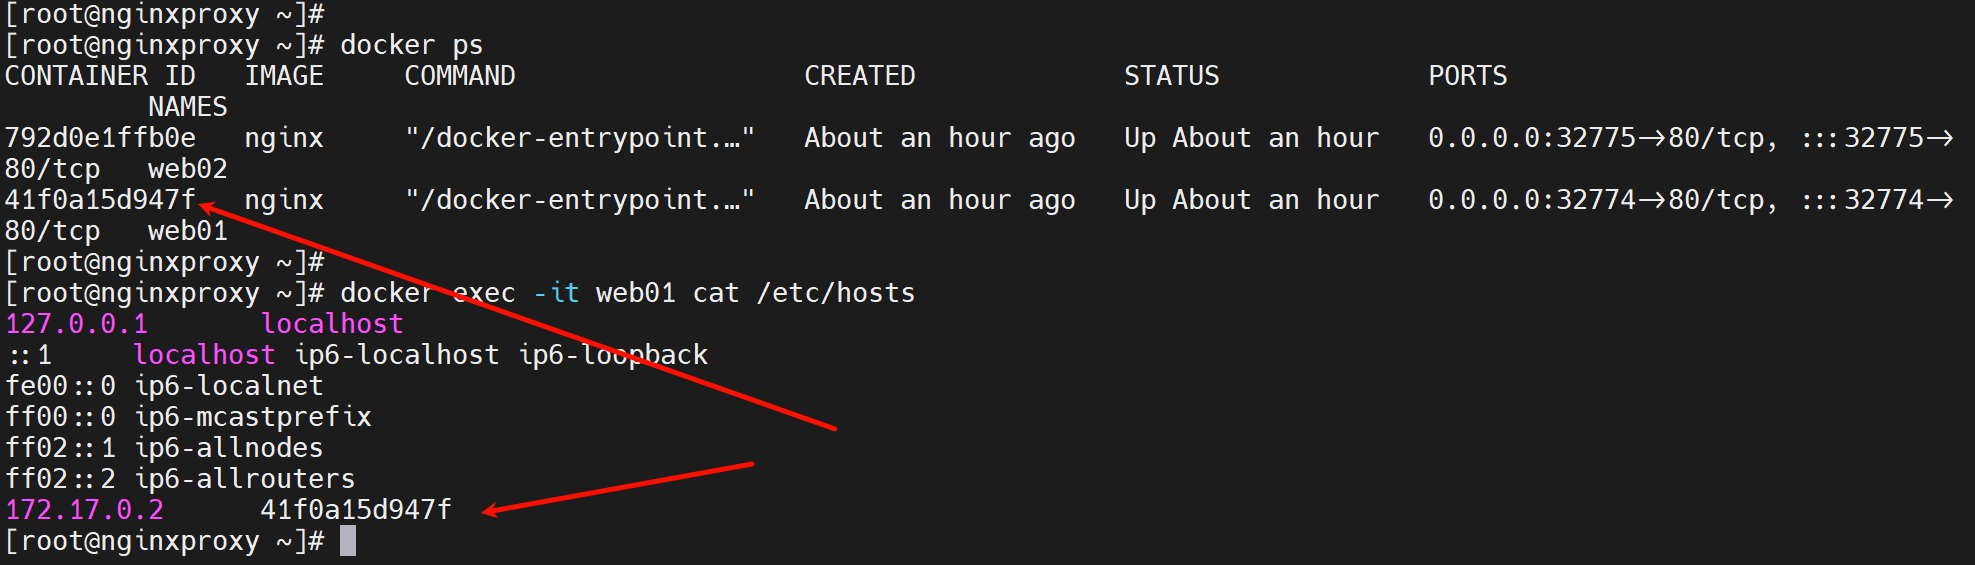 [root@nginxproxy ~]#
[root@nginxproxy ~]# docker ps
CONTAINER ID   IMAGE     COMMAND                  CREATED             STATUS             PORTS
         NAMES
792d0e1ffb0e   nginx     "/docker-entrypoint.…"   About an hour ago   Up About an hour   0.0.0.0:32775->80/tcp, :::32775->
80/tcp   web02
41f0a15d947f   nginx     "/docker-entrypoint.…"   About an hour ago   Up About an hour   0.0.0.0:32774->80/tcp, :::32774->
80/tcp   web01
[root@nginxproxy ~]#
[root@nginxproxy ~]# docker exec -it web01 cat /etc/hosts
127.0.0.1       localhost
::1     localhost ip6-localhost ip6-loopback
fe00::0 ip6-localnet
ff00::0 ip6-mcastprefix
ff02::1 ip6-allnodes
ff02::2 ip6-allrouters
172.17.0.2      41f0a15d947f
[root@nginxproxy ~]#